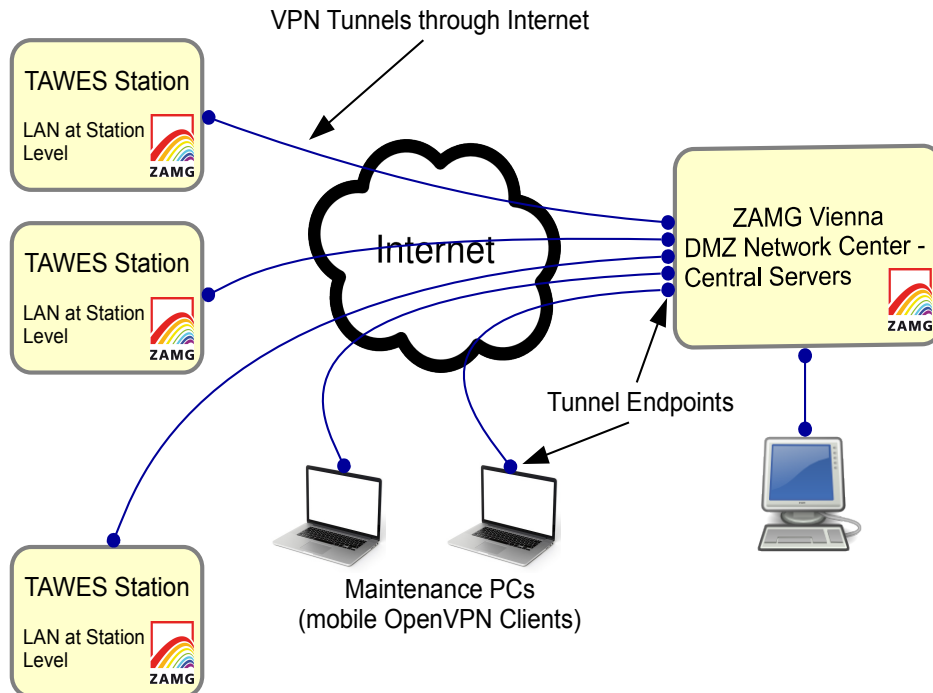 VPN Tunnels through Internet
TAWES Station
LAN at Station
Level
ZAMG
TAWES Station
LAN at Station
Level
ZAMG
Internet
ZAMG Vienna
DMZ Network Center -
Central Servers
ZAMG
Tunnel Endpoints
TAWES Station
LAN at Station
Level
ZAMG
Maintenance PCs
(mobile OpenVPN Clients)